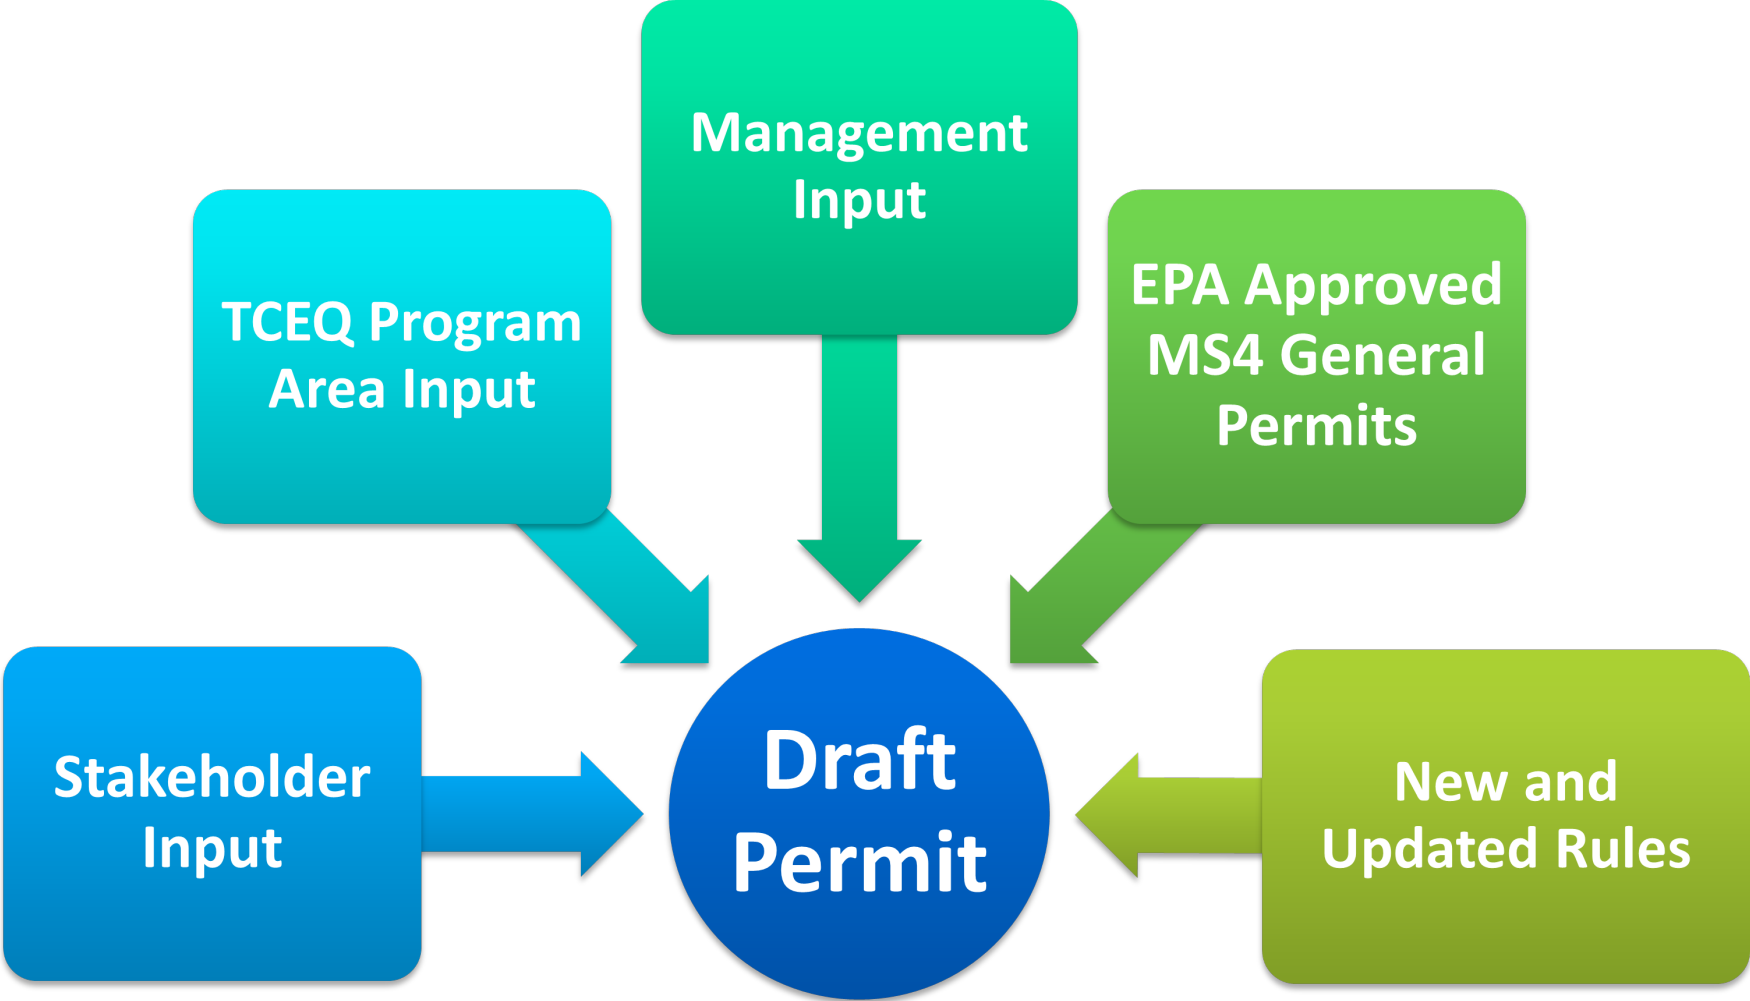 Management
Input
TCEQ Program
Area Input
EPA Approved
MS4 General
Permits
Stakeholder
Input
Draft
Permit
New and
Updated Rules